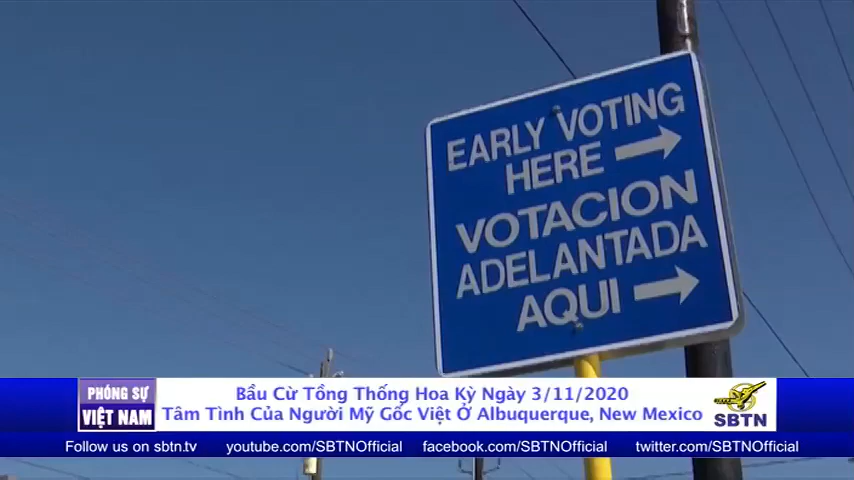 EARLY VOTING
HERE →
VOTACION
ADELANTADA
AQUI →
PHÓNG SỰ
VIỆT NAM
Bầu Cử Tổng Thống Hoa Kỳ Ngày 3/11/2020
Tâm Tình Của Người Mỹ Gốc Việt Ở Albuquerque, New Mexico
SBTN
Follow us on sbtn.tv youtube.com/SBTNOfficial facebook.com/SBTNOfficial twitter.com/SBTNOfficial